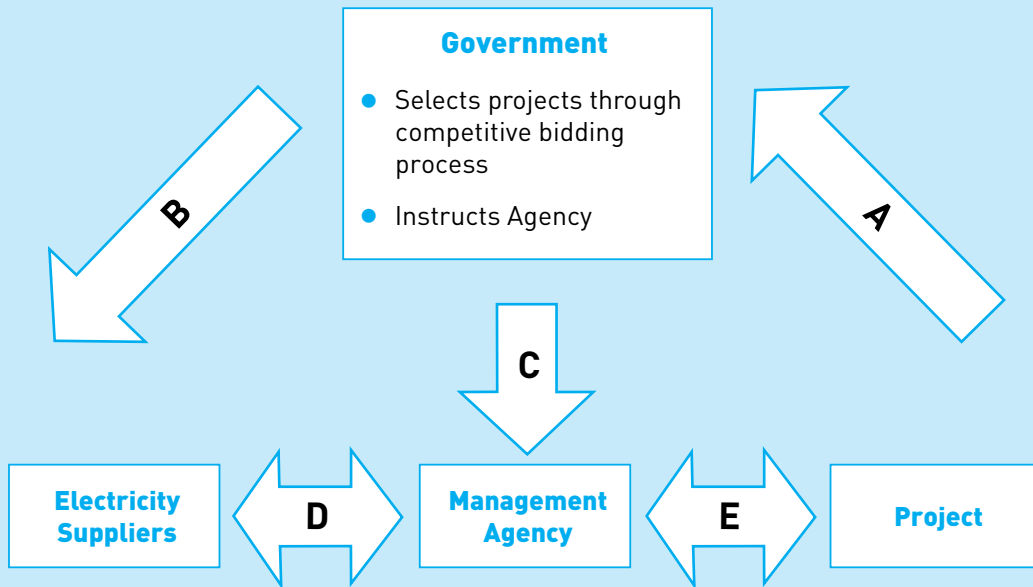 Government
● Selects projects through
competitive bidding
process
● Instructs Agency
B
A
C
Electricity
Suppliers
D
Management
Agency
E
Project